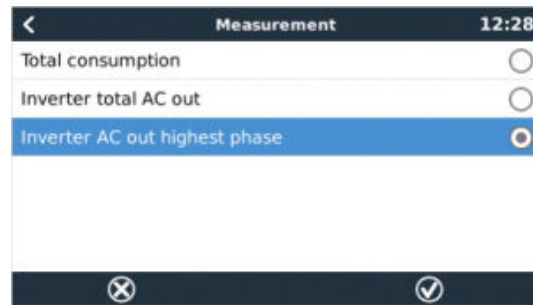 Measurement 12:28
Total consumption
Inverter total AC out
Inverter AC out highest phase